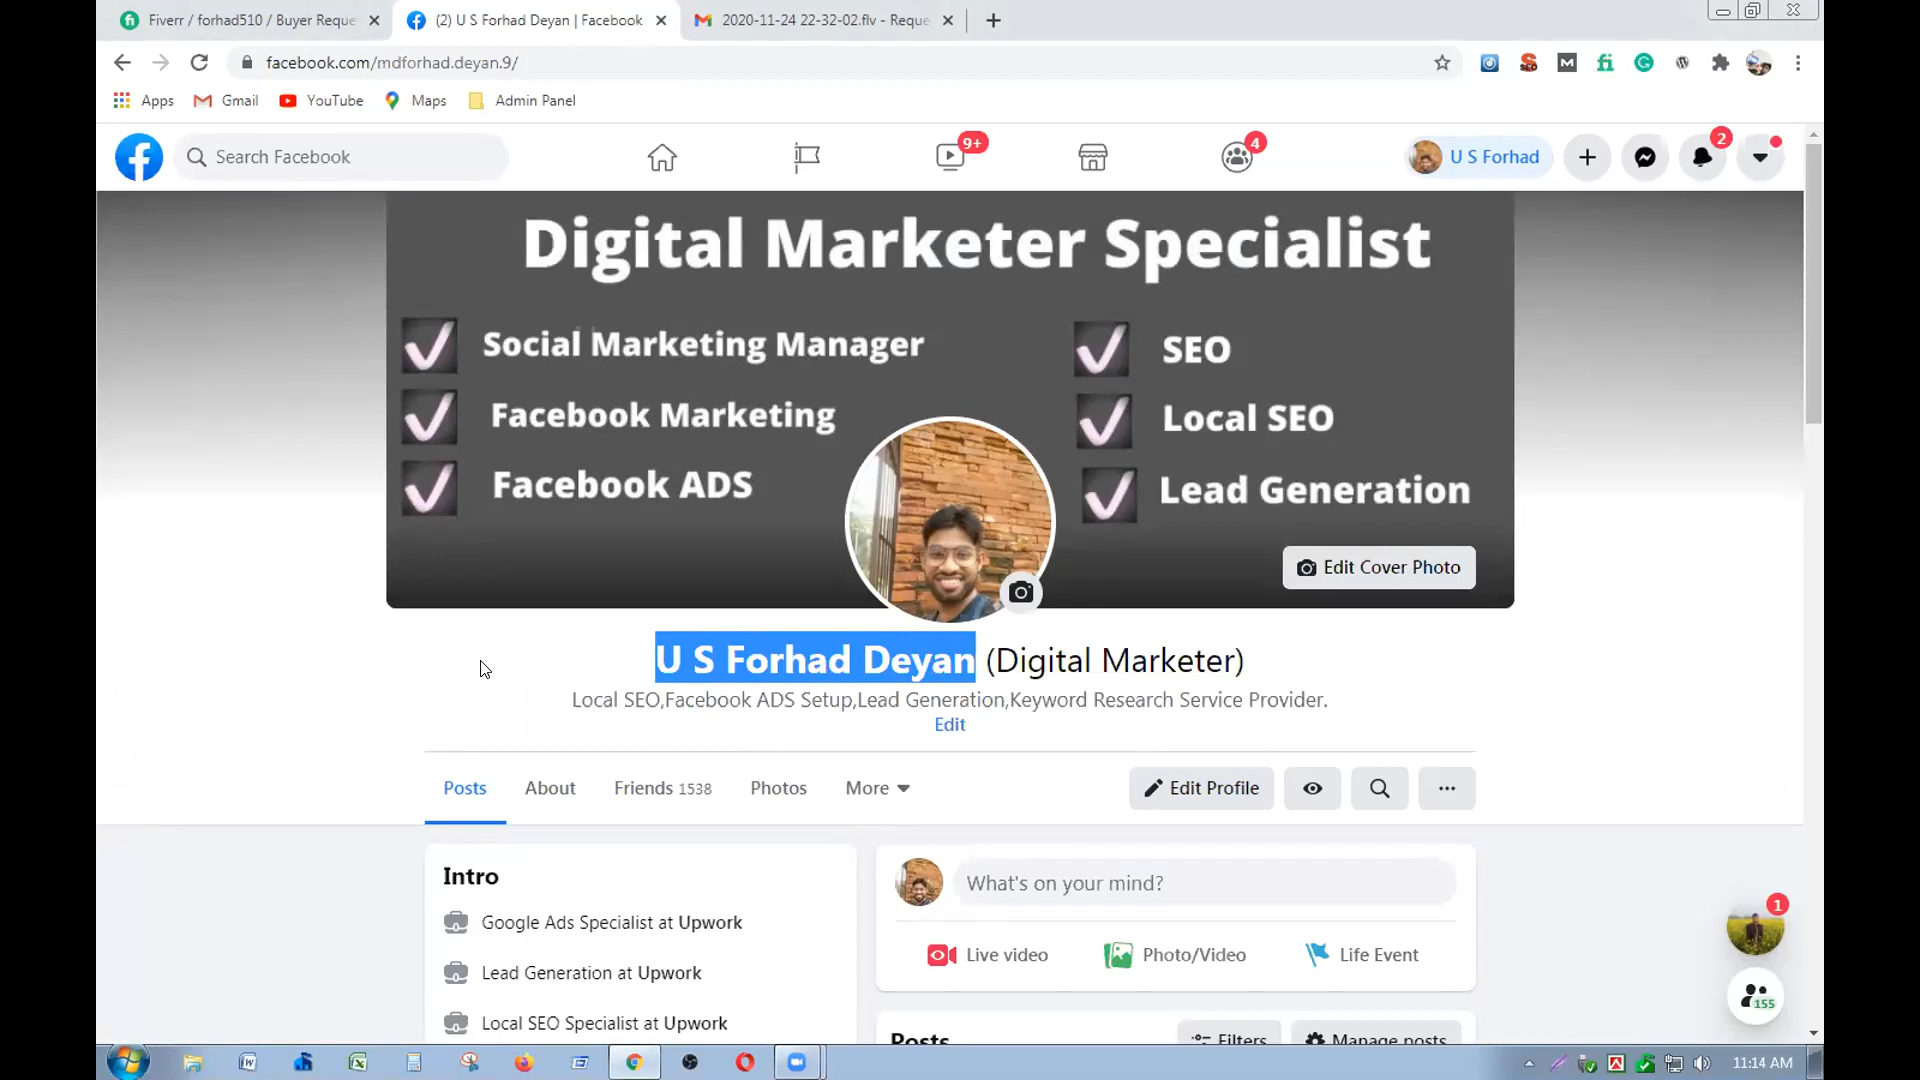 Fiverr / forhad510 / Buyer Reque
(2) U S Forhad Deyan | Facebook
2020-11-24 22-32-02.flv - Reque
facebook.com/mdforhad.deyan.9/
Apps
Gmail
YouTube
Maps
Admin Panel
Search Facebook
9+
4
U S Forhad
2
Digital Marketer Specialist
Social Marketing Manager
SEO
Facebook Marketing
Local SEO
Facebook ADS
Lead Generation
Edit Cover Photo
U S Forhad Deyan (Digital Marketer)
Local SEO,Facebook ADS Setup,Lead Generation,Keyword Research Service Provider.
Edit
Posts
About
Friends 1538
Photos
More
Edit Profile
Intro
What's on your mind?
Google Ads Specialist at Upwork
Live video
Photo/Video
Life Event
Lead Generation at Upwork
Local SEO Specialist at Upwork
Posts
Filters
Manage posts
1
155
11:14 AM